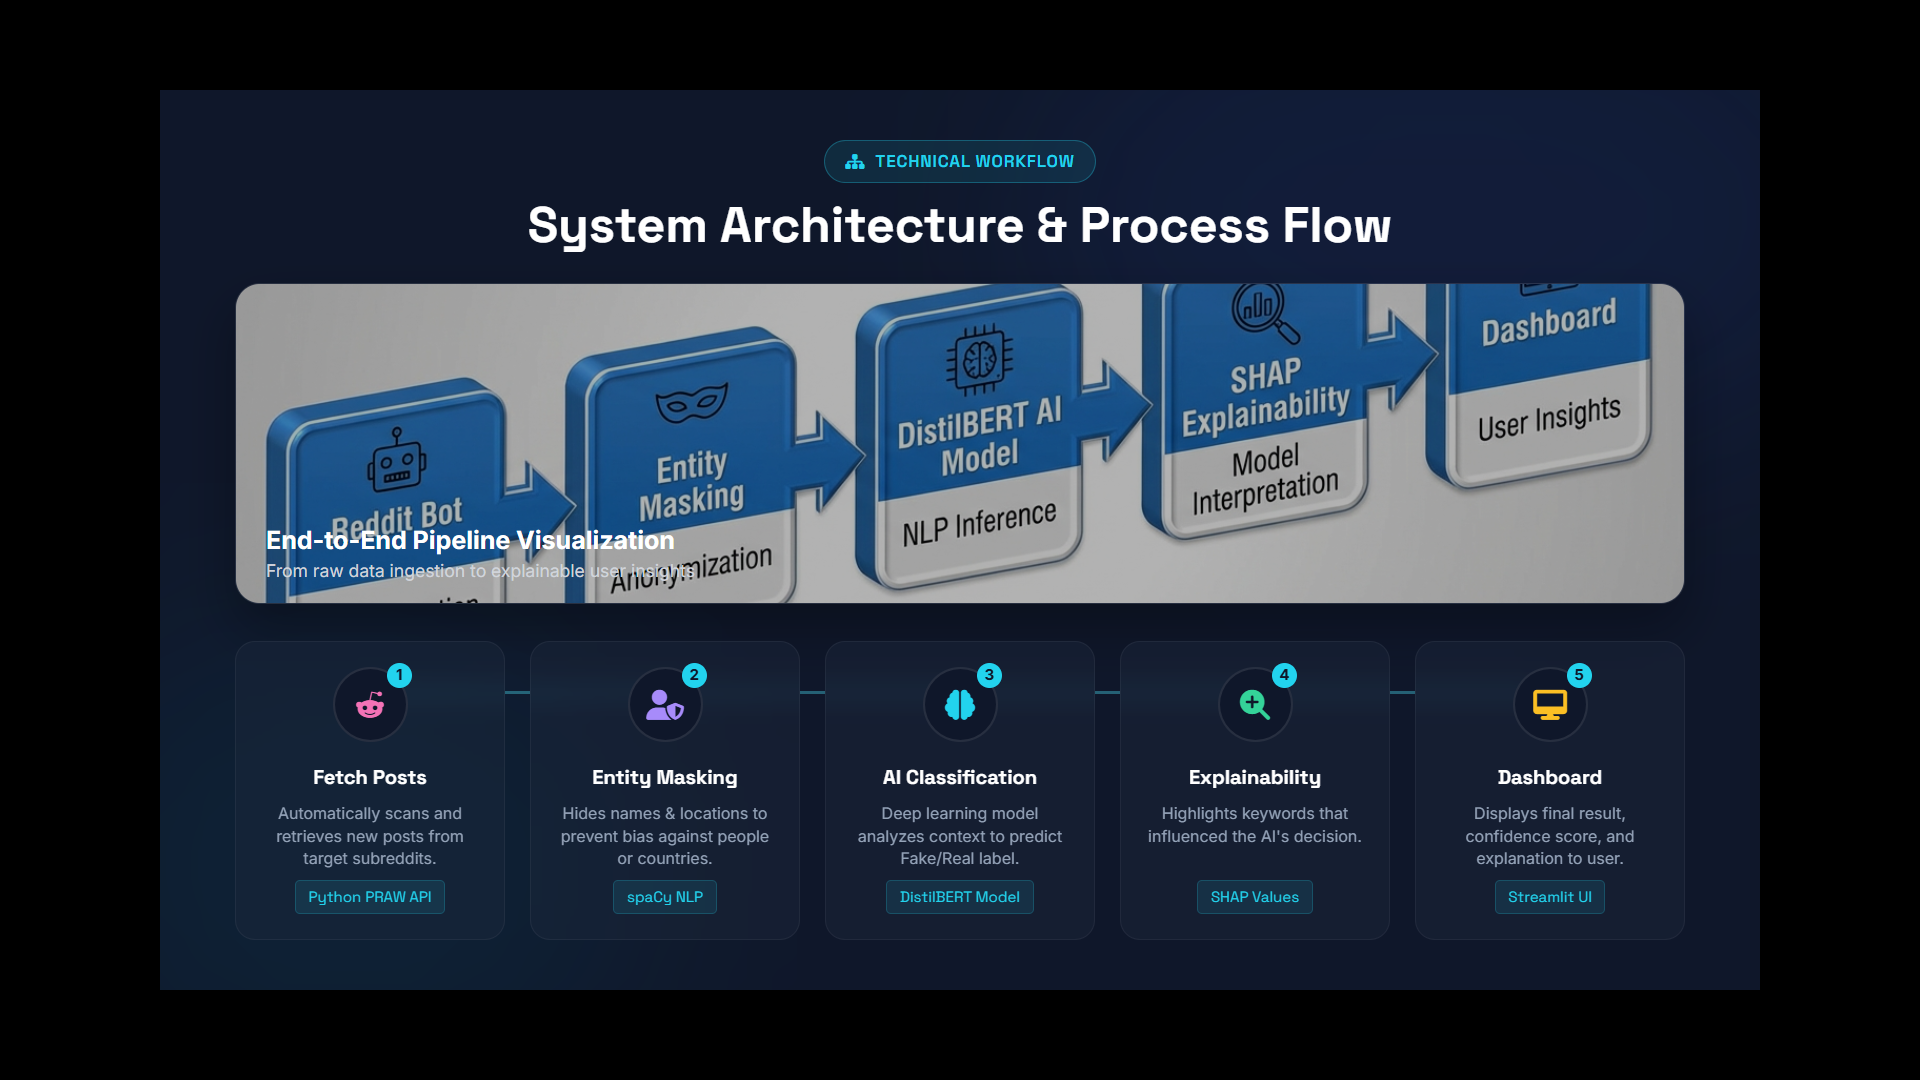 TECHNICAL WORKFLOW
System Architecture & Process Flow
Reddit Bot
Entity
Masking
Anonymization
DistilBERT AI
Model
NLP Inference
SHAP
Explainability
Model
Interpretation
Dashboard
User Insights
End-to-End Pipeline Visualization
From raw data ingestion to explainable user insights
1
Fetch Posts
Automatically scans and
retrieves new posts from
target subreddits.
Python PRAW API
2
Entity Masking
Hides names & locations to
prevent bias against people
or countries.
spaCy NLP
3
AI Classification
Deep learning model
analyzes context to predict
Fake/Real label.
DistilBERT Model
4
Explainability
Highlights keywords that
influenced the AI's decision.
SHAP Values
5
Dashboard
Displays final result,
confidence score, and
explanation to user.
Streamlit UI